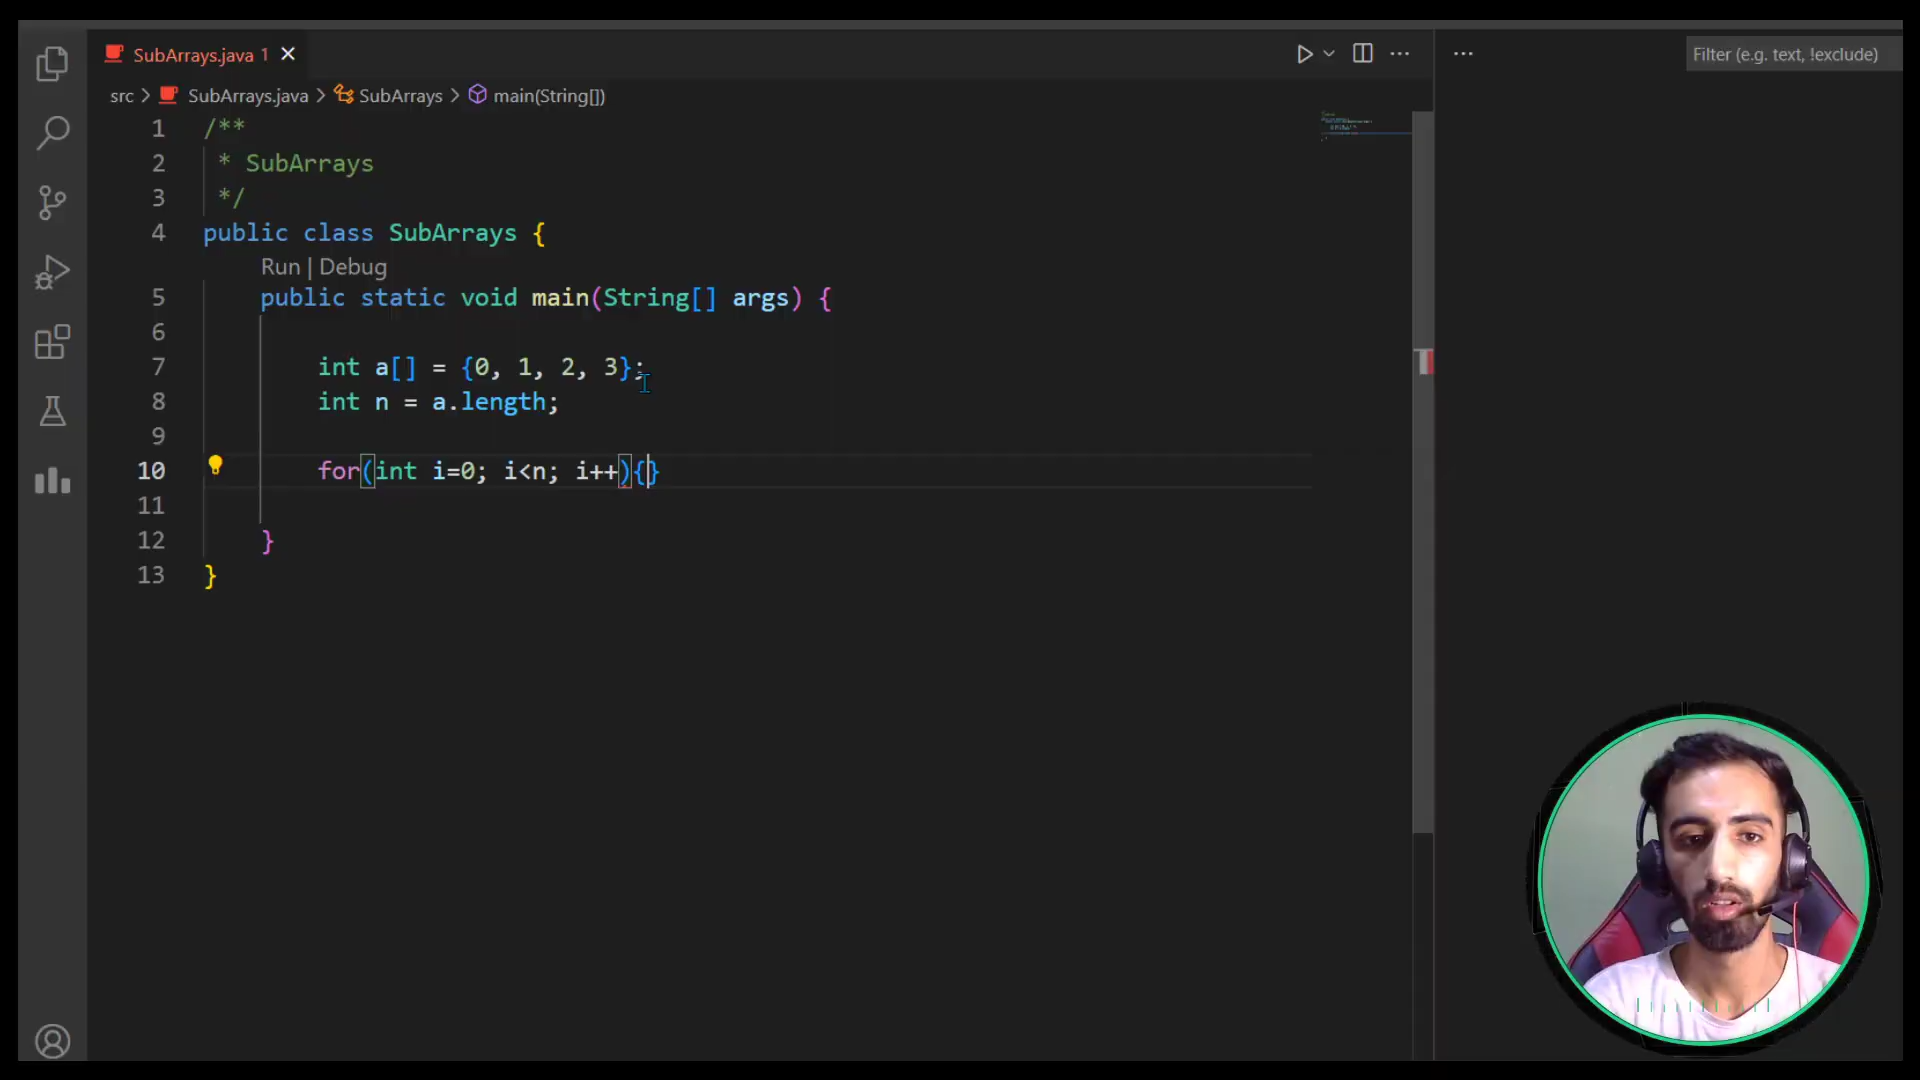 SubArrays.java 1
Filter (e.g. text, !exclude)
src > SubArrays.java > SubArrays > main(String[])
1 /**
2 * SubArrays
3 */
4 public class SubArrays {
Run | Debug
5 public static void main(String[] args) {
6
7 int a[] = {0, 1, 2, 3};
8 int n = a.length;
9
10 for(int i=0; i<n; i++){}
11
12 }
13 }